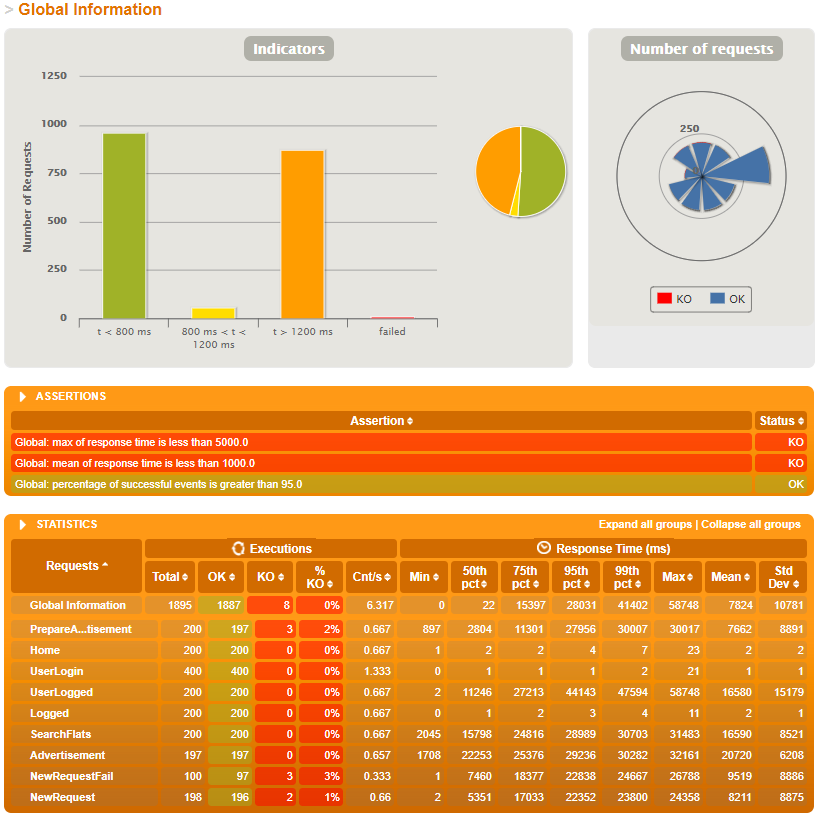 > Global Information
Indicators
Number of Requests
1250
1000
750
500
250
0
t < 800 ms
800 ms < t <
1200 ms
t > 1200 ms
failed
Number of requests
250
KO OK
ASSERTIONS
Assertion Status
Global: max of response time is less than 5000.0 KO
Global: mean of response time is less than 1000.0 KO
Global: percentage of successful events is greater than 95.0 OK
STATISTICS Expand all groups | Collapse all groups
Requests Executions Response Time (ms)
Total OK KO % KO Cnt/s Min 50th pct 75th pct 95th pct 99th pct Max Mean Std Dev
Global Information 1895 1887 8 0% 6.317 0 22 15397 28031 41402 58748 7824 10781
PrepareA...tisement 200 197 3 2% 0.667 897 2804 11301 27956 30007 30017 7662 8891
Home 200 200 0 0% 0.667 1 2 2 4 7 23 2 2
UserLogin 400 400 0 0% 1.333 0 1 1 1 2 21 1 1
UserLogged 200 200 0 0% 0.667 2 11246 27213 44143 47594 58748 16580 15179
Logged 200 200 0 0% 0.667 0 1 2 3 4 11 2 1
SearchFlats 200 200 0 0% 0.667 2045 15798 24816 28989 30703 31483 16590 8521
Advertisement 197 197 0 0% 0.657 1708 22253 25376 29236 30282 32161 20720 6208
NewRequestFail 100 97 3 3% 0.333 1 7460 18377 22838 24667 26788 9519 8886
NewRequest 198 196 2 1% 0.66 2 5351 17033 22352 23800 24358 8211 8875